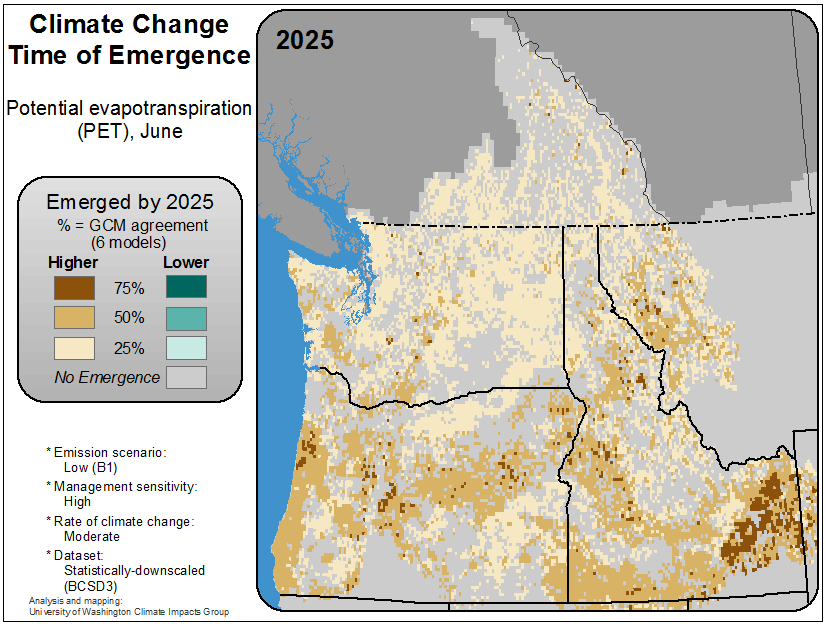 Climate Change
Time of Emergence
Potential evapotranspiration
(PET), June
Emerged by 2025
% = GCM agreement
(6 models)
Higher Lower
75%
50%
25%
No Emergence
* Emission scenario:
Low (B1)
* Management sensitivity:
High
* Rate of climate change:
Moderate
* Dataset:
Statistically-downscaled
(BCSD3)
Analysis and mapping:
University of Washington Climate Impacts Group
2025